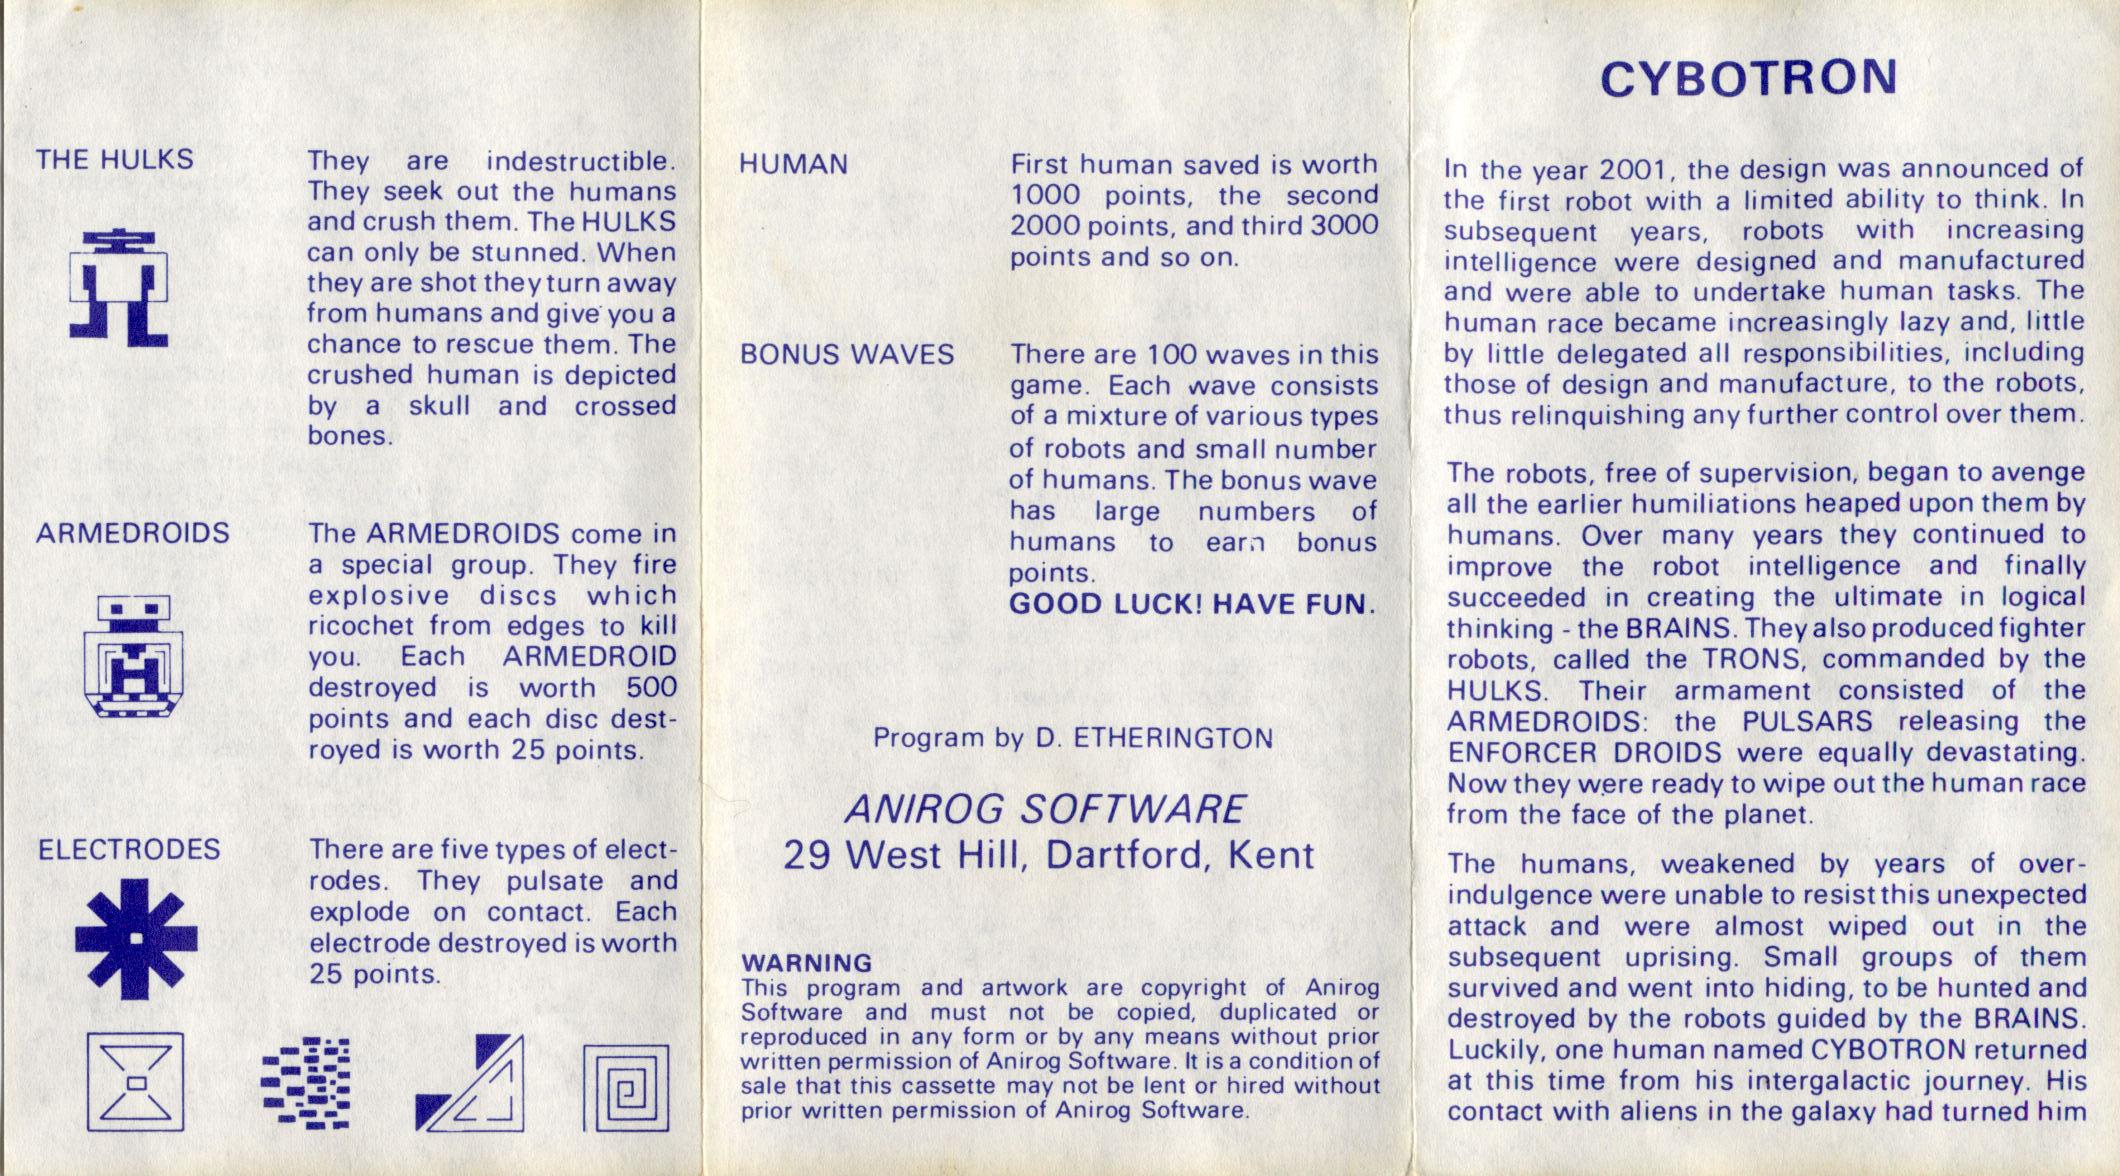 THE HULKS
They are indestructible.
They seek out the humans
and crush them. The HULKS
can only be stunned. When
they are shot they turn away
from humans and give you a
chance to rescue them. The
crushed human is depicted
by a skull and crossed
bones.
ARMEDROIDS
The ARMEDROIDS come in
a special group. They fire
explosive discs which
ricochet from edges to kill
you. Each ARMEDROID
destroyed is worth 500
points and each disc dest-
royed is worth 25 points.
ELECTRODES
There are five types of elect-
rodes. They pulsate and
explode on contact. Each
electrode destroyed is worth
25 points.
HUMAN
First human saved is worth
1000 points, the second
2000 points, and third 3000
points and so on.
BONUS WAVES
There are 100 waves in this
game. Each wave consists
of a mixture of various types
of robots and small number
of humans. The bonus wave
has large numbers of
humans to earn bonus
points.
GOOD LUCK! HAVE FUN.
Program by D. ETHERINGTON
ANIROG SOFTWARE
29 West Hill, Dartford, Kent
WARNING
This program and artwork are copyright of Anirog
Software and must not be copied, duplicated or
reproduced in any form or by any means without prior
written permission of Anirog Software. It is a condition of
sale that this cassette may not be lent or hired without
prior written permission of Anirog Software.
CYBOTRON
In the year 2001, the design was announced of
the first robot with a limited ability to think. In
subsequent years, robots with increasing
intelligence were designed and manufactured
and were able to undertake human tasks. The
human race became increasingly lazy and, little
by little delegated all responsibilities, including
those of design and manufacture, to the robots,
thus relinquishing any further control over them.
The robots, free of supervision, began to avenge
all the earlier humiliations heaped upon them by
humans. Over many years they continued to
improve the robot intelligence and finally
succeeded in creating the ultimate in logical
thinking - the BRAINS. They also produced fighter
robots, called the TRONS, commanded by the
HULKS. Their armament consisted of the
ARMEDROIDS: the PULSARS releasing the
ENFORCER DROIDS were equally devastating.
Now they were ready to wipe out the human race
from the face of the planet.
The humans, weakened by years of over-
indulgence were unable to resist this unexpected
attack and were almost wiped out in the
subsequent uprising. Small groups of them
survived and went into hiding, to be hunted and
destroyed by the robots guided by the BRAINS.
Luckily, one human named CYBOTRON returned
at this time from his intergalactic journey. His
contact with aliens in the galaxy had turned him